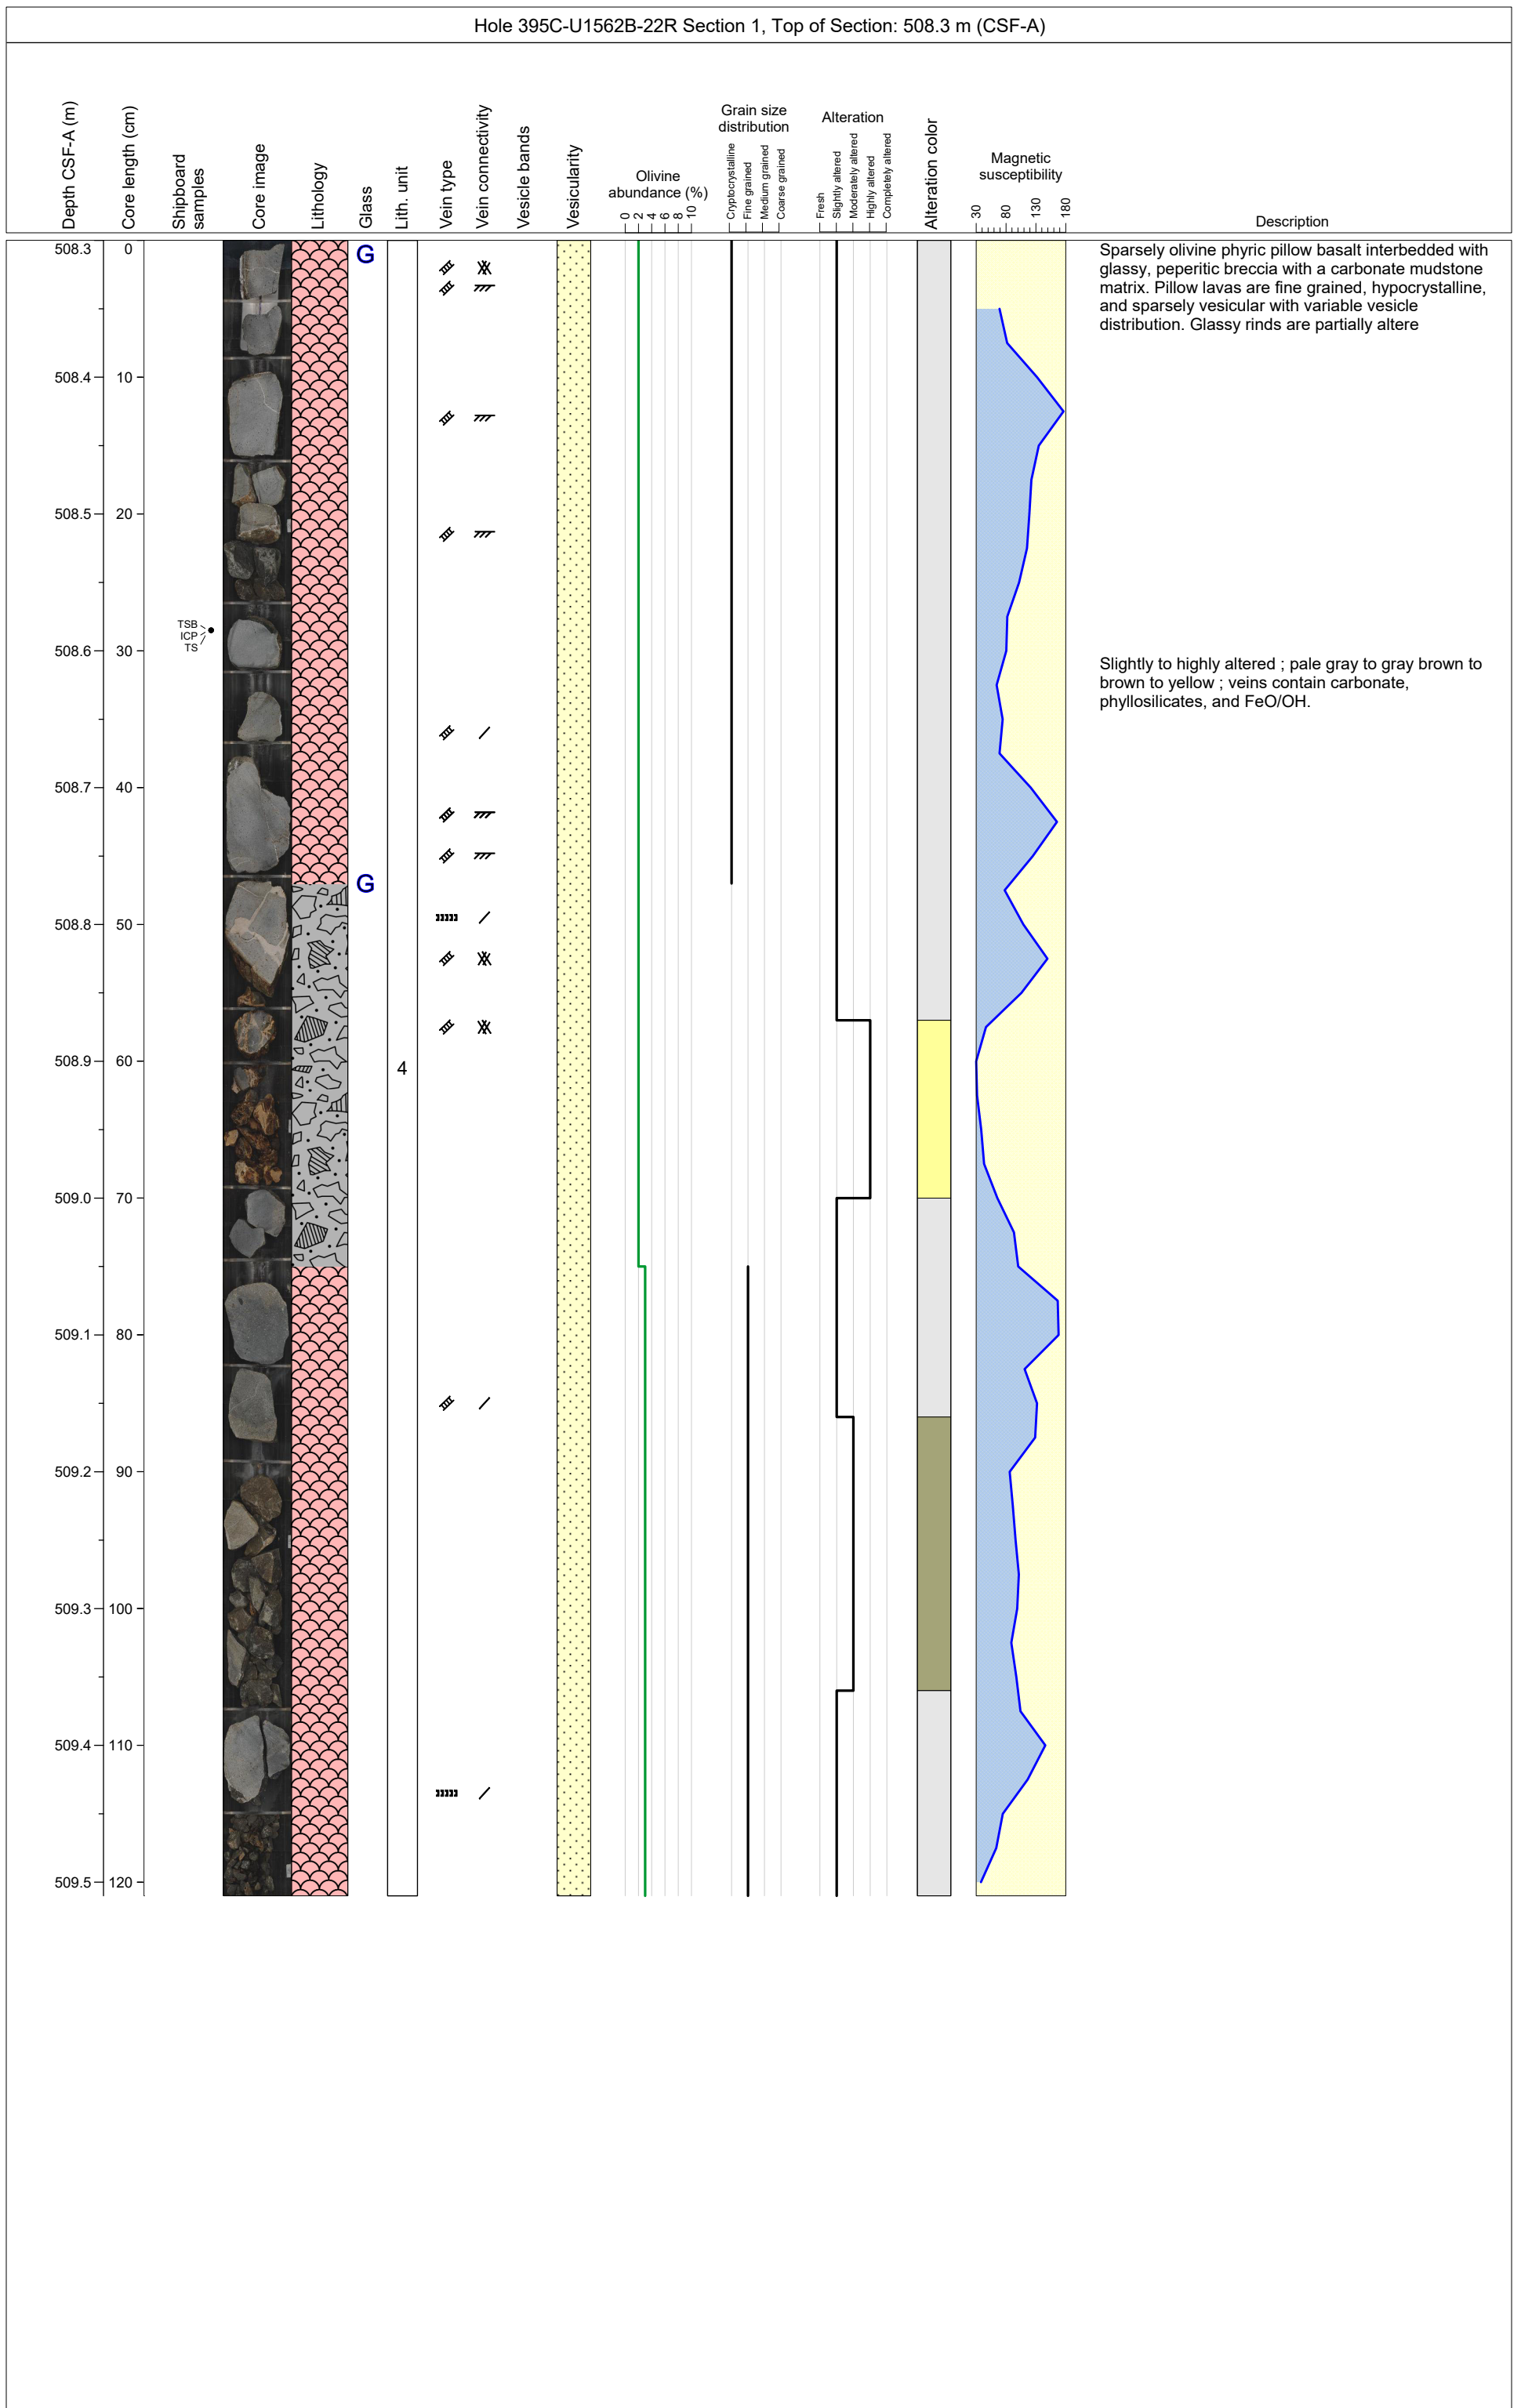 Hole 395C-U1562B-22R Section 1, Top of Section: 508.3 m (CSF-A)
Depth CSF-A (m)
Core length (cm)
Shipboard
samples
Core image
Lithology
Glass
Lith. unit
Vein type
Vein connectivity
Vesicle bands
Vesicularity
Olivine
abundance (%)
0 2 4 6 8 10
Grain size
distribution
Cryptocrystalline
Fine grained
Medium grained
Coarse grained
Alteration
Fresh
Slightly altered
Moderately altered
Highly altered
Completely altered
Alteration color
Magnetic
susceptibility
30 80 130 180
Description
508.3 0
508.4 10
508.5 20
508.6 30
508.7 40
508.8 50
508.9 60
509.0 70
509.1 80
509.2 90
509.3 100
509.4 110
509.5 120
TSB
ICP
TS
G
G
4
Sparsely olivine phyric pillow basalt interbedded with
glassy, peperitic breccia with a carbonate mudstone
matrix. Pillow lavas are fine grained, hypocrystalline,
and sparsely vesicular with variable vesicle
distribution. Glassy rinds are partially altere
Slightly to highly altered ; pale gray to gray brown to
brown to yellow ; veins contain carbonate,
phyllosilicates, and FeO/OH.